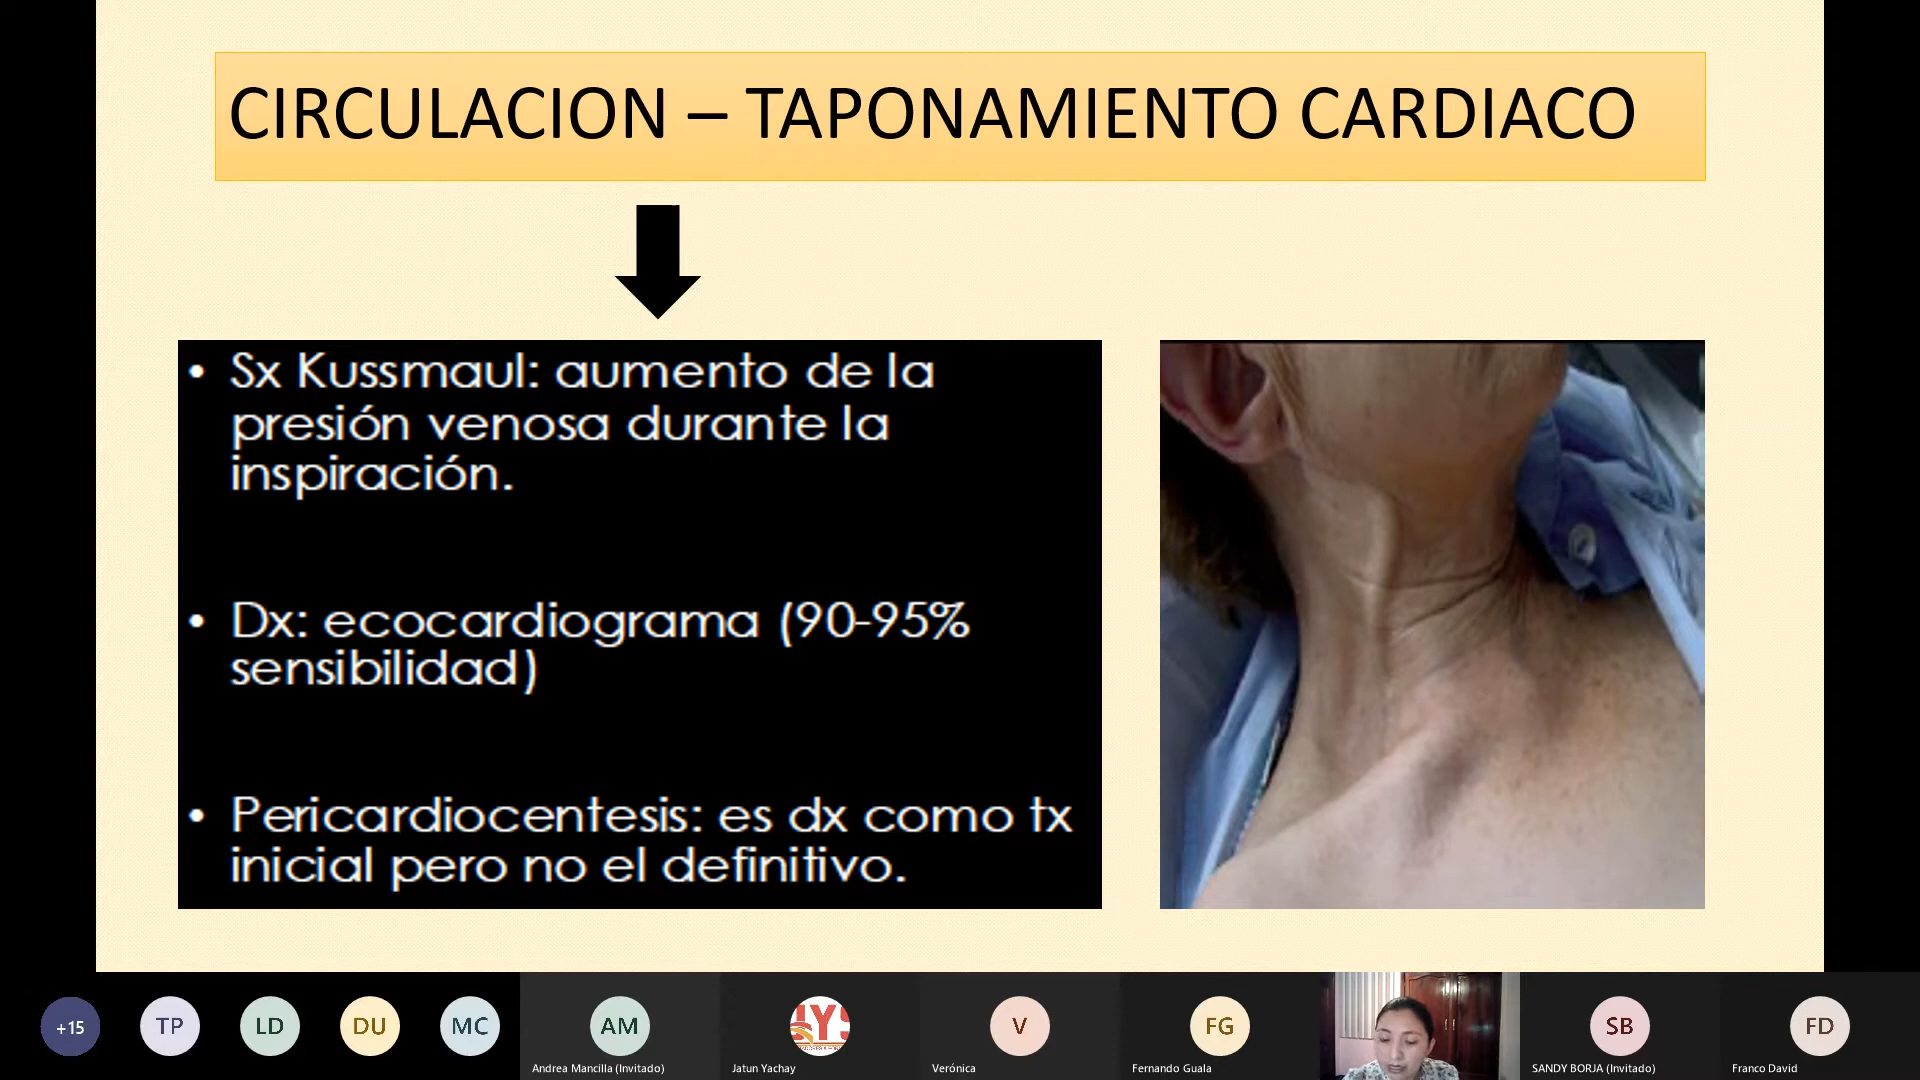 CIRCULACION – TAPONAMIENTO CARDIACO
• Sx Kussmaul: aumento de la
presión venosa durante la
inspiración.
• Dx: ecocardiograma (90-95%
sensibilidad)
• Pericardiocentesis: es dx como tx
inicial pero no el definitivo.
+15
TP
LD
DU
MC
AM
Andrea Mancilla (Invitado)
Jatun Yachay
V
Verónica
FG
Fernando Guala
SB
SANDY BORJA (Invitado)
FD
Franco David